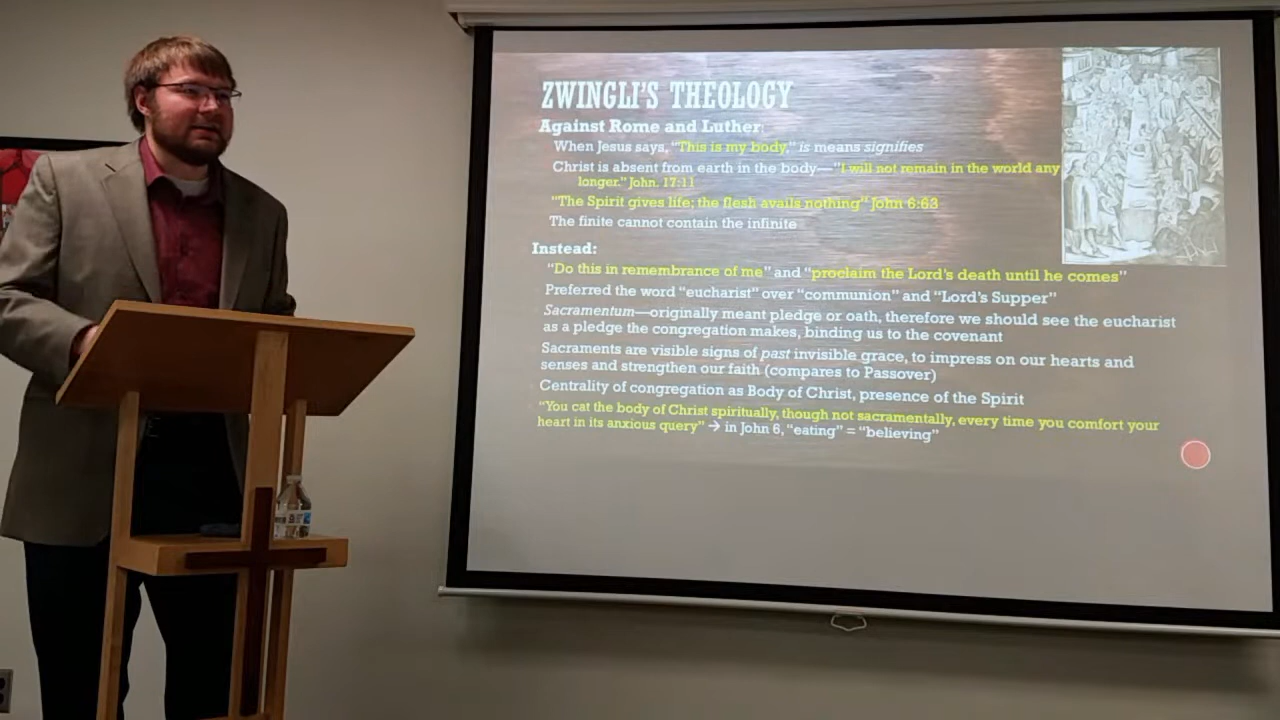 ZWINGLI'S THEOLOGY
Against Rome and Luther:
When Jesus says, "This is my body," is means signifies
Christ is absent from earth in the body—"I will not remain in the world any
longer." John. 17:11
"The Spirit gives life; the flesh avails nothing" John 6:63
The finite cannot contain the infinite
Instead:
"Do this in remembrance of me" and "proclaim the Lord's death until he comes"
Preferred the word "eucharist" over "communion" and "Lord's Supper"
Sacramentum—originally meant pledge or oath, therefore we should see the eucharist
as a pledge the congregation makes, binding us to the covenant
Sacraments are visible signs of past invisible grace, to impress on our hearts and
senses and strengthen our faith (compares to Passover)
Centrality of congregation as Body of Christ, presence of the Spirit
"You eat the body of Christ spiritually, though not sacramentally, every time you comfort your
heart in its anxious query" → in John 6, "eating" = "believing"